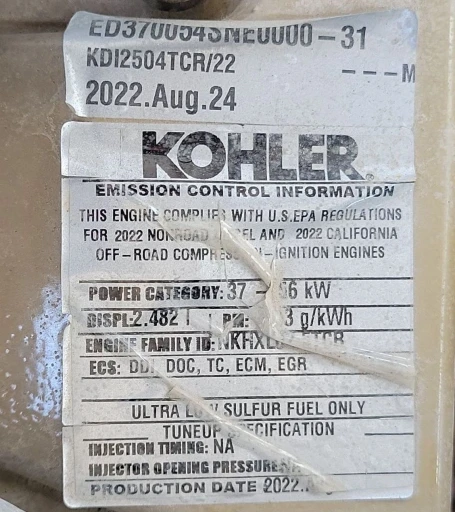 ED370054SNE0000-31
KDI2504TCR/22
---M
2022.Aug.24
KOHLER®
EMISSION CONTROL INFORMATION
THIS ENGINE COMPLIES WITH U.S.EPA REGULATIONS
FOR 2022 AND 2022 CALIFORNIA
OFF-ROAD -IGNITION ENGINES
POWER CATEGORY: 37 - kW
DISPL:2.482 l PM: g/kWh
ENGINE FAMILY ID:
ECS: DOC, TC, ECM, EGR
ULTRA SULFUR FUEL ONLY
TUNEUP
INJECTION TIMING: NA
INJECTOR OPENING PRESSURE:
PRODUCTION DATE 2022.